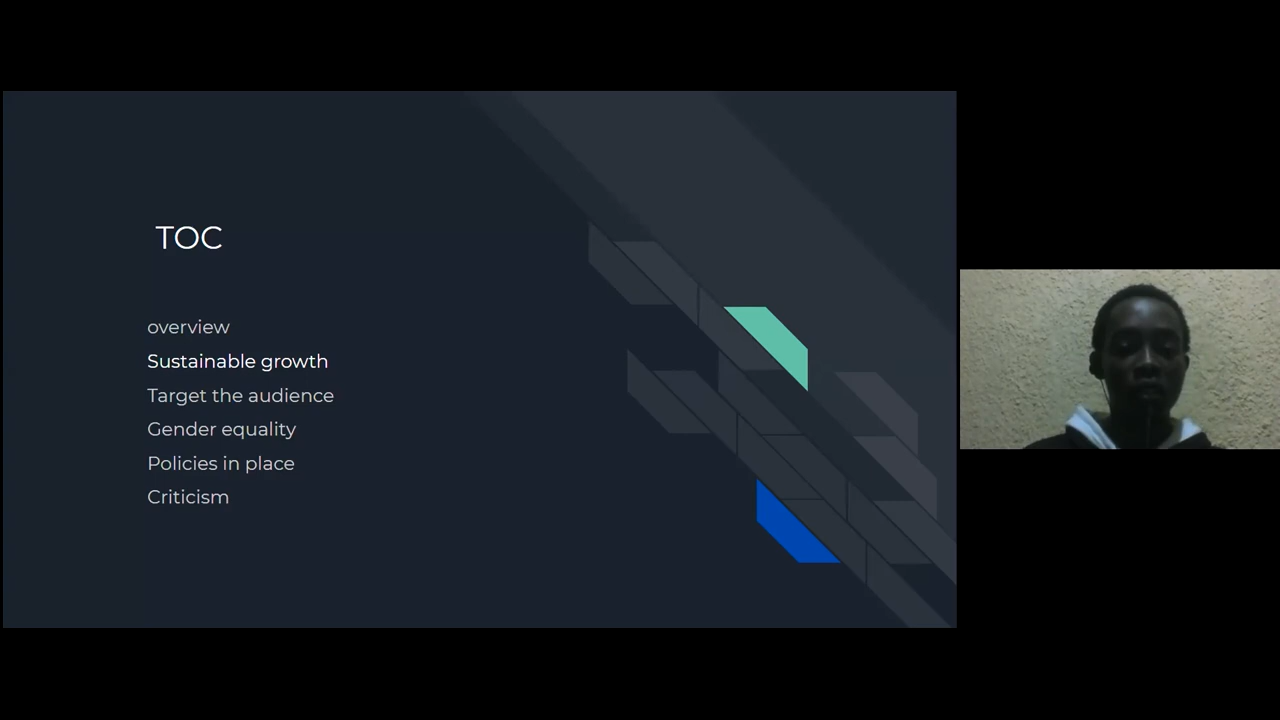 TOC
overview
Sustainable growth
Target the audience
Gender equality
Policies in place
Criticism